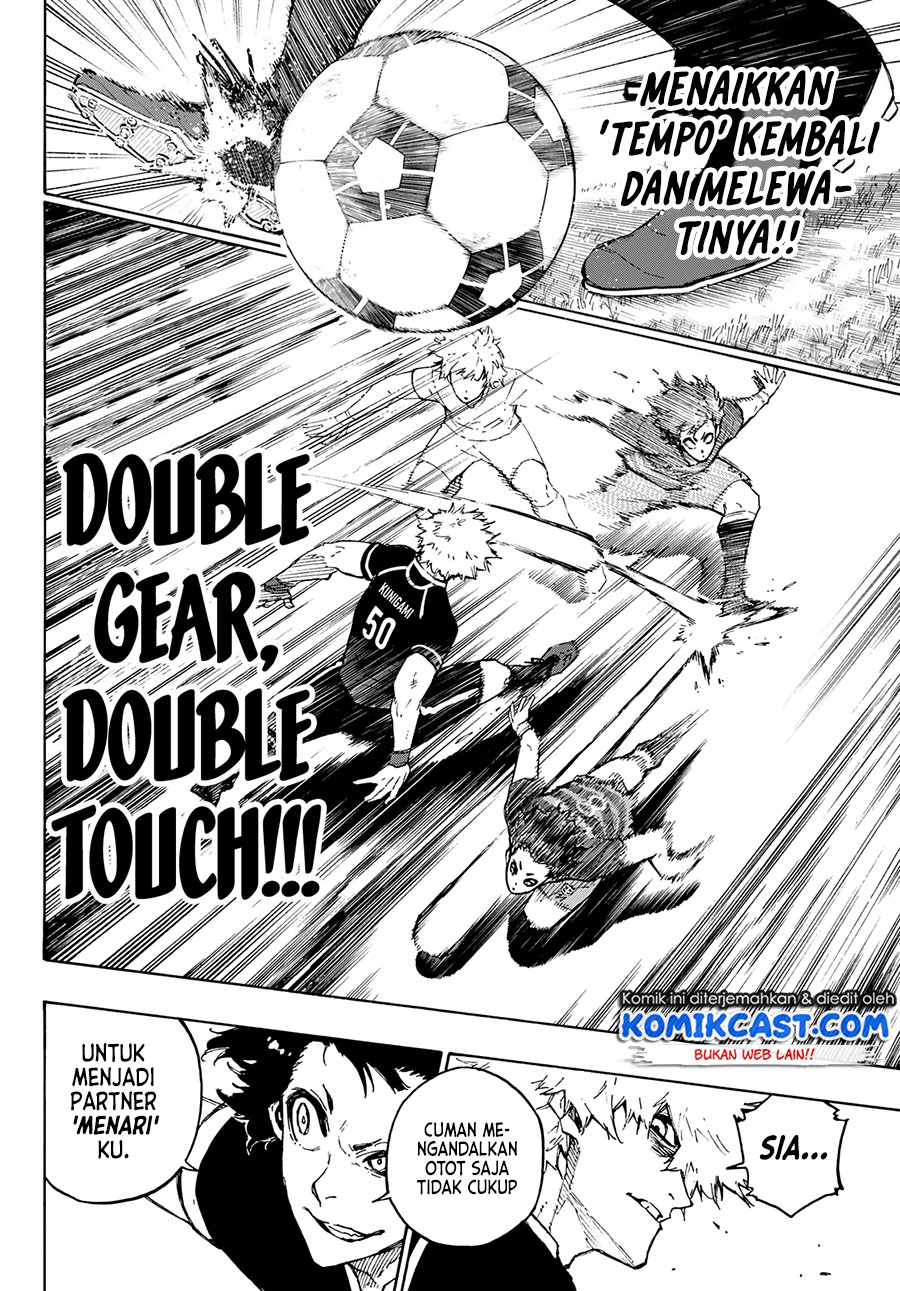 -MENAIKKAN
'TEMPO' KEMBALI
DAN MELEWA-
TINYA!!
DOUBLE
GEAR,
DOUBLE
TOUCH!!!
KUNIGAMI
50
Komik ini diterjemahkan & diedit oleh
KOMIKCAST.COM
BUKAN WEB LAIN!!
SIA...
CUMAN ME-
NGANDALKAN
OTOT SAJA
TIDAK CUKUP
UNTUK
MENJADI
PARTNER
'MENARI'
KU.